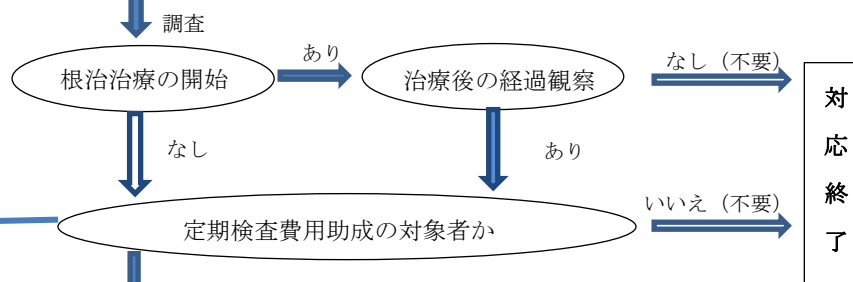 調査
根治治療の開始
あり
治療後の経過観察
なし（不要）
なし
あり
定期検査費用助成の対象者か
いいえ（不要）
対応終了